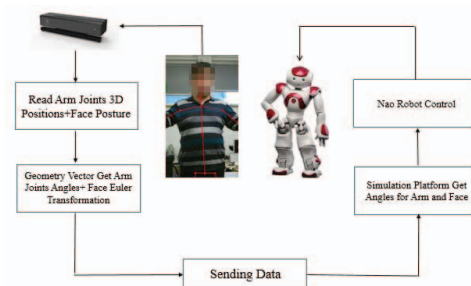 Read Arm Joints 3D
Positions+Face Posture
Geometry Vector Get Arm
Joints Angles+ Face Euler
Transformation
Sending Data
Simulation Platform Get
Angles for Arm and Face
Nao Robot Control